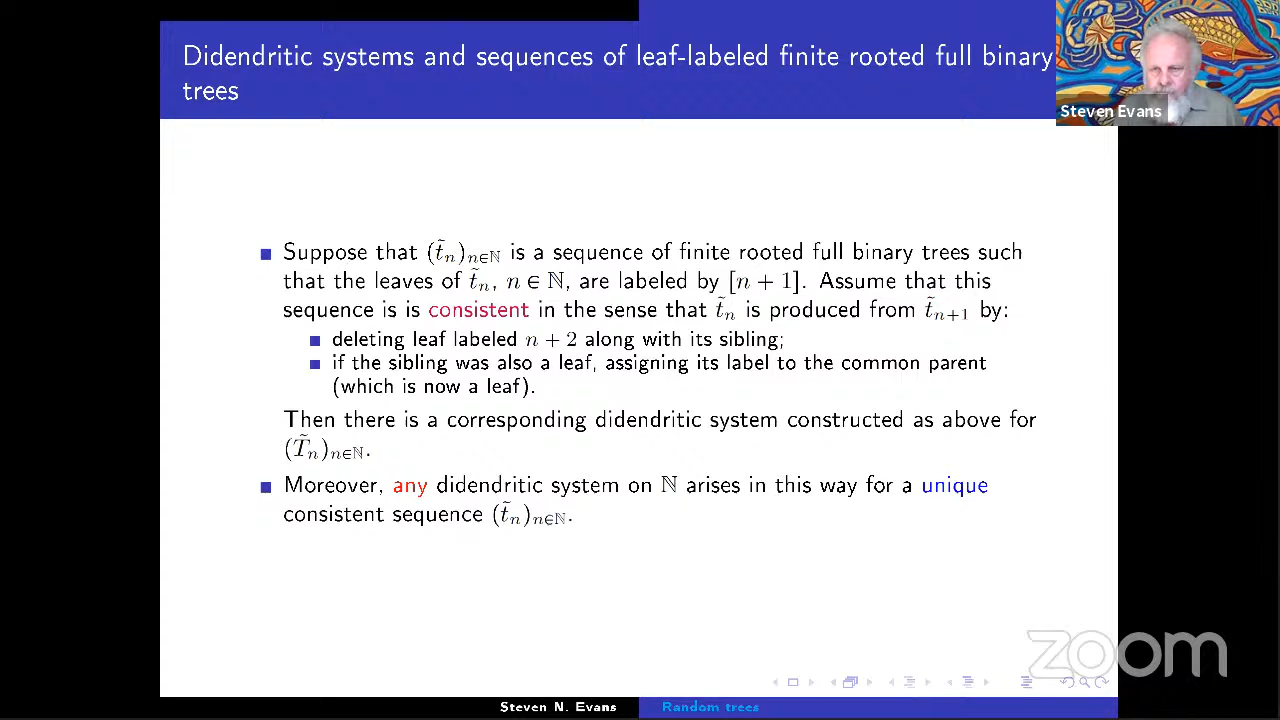 Didendritic systems and sequences of leaf-labeled finite rooted full binary
trees
Steven Evans
Suppose that (t̃ₙ)ₙ∈ℕ is a sequence of finite rooted full binary trees such
that the leaves of t̃ₙ, n ∈ ℕ, are labeled by [n + 1]. Assume that this
sequence is is consistent in the sense that t̃ₙ is produced from t̃ₙ₊₁ by:
deleting leaf labeled n + 2 along with its sibling;
if the sibling was also a leaf, assigning its label to the common parent
(which is now a leaf).
Then there is a corresponding didendritic system constructed as above for
(T̃ₙ)ₙ∈ℕ.
Moreover, any didendritic system on ℕ arises in this way for a unique
consistent sequence (t̃ₙ)ₙ∈ℕ.
zoom
Steven N. Evans
Random trees